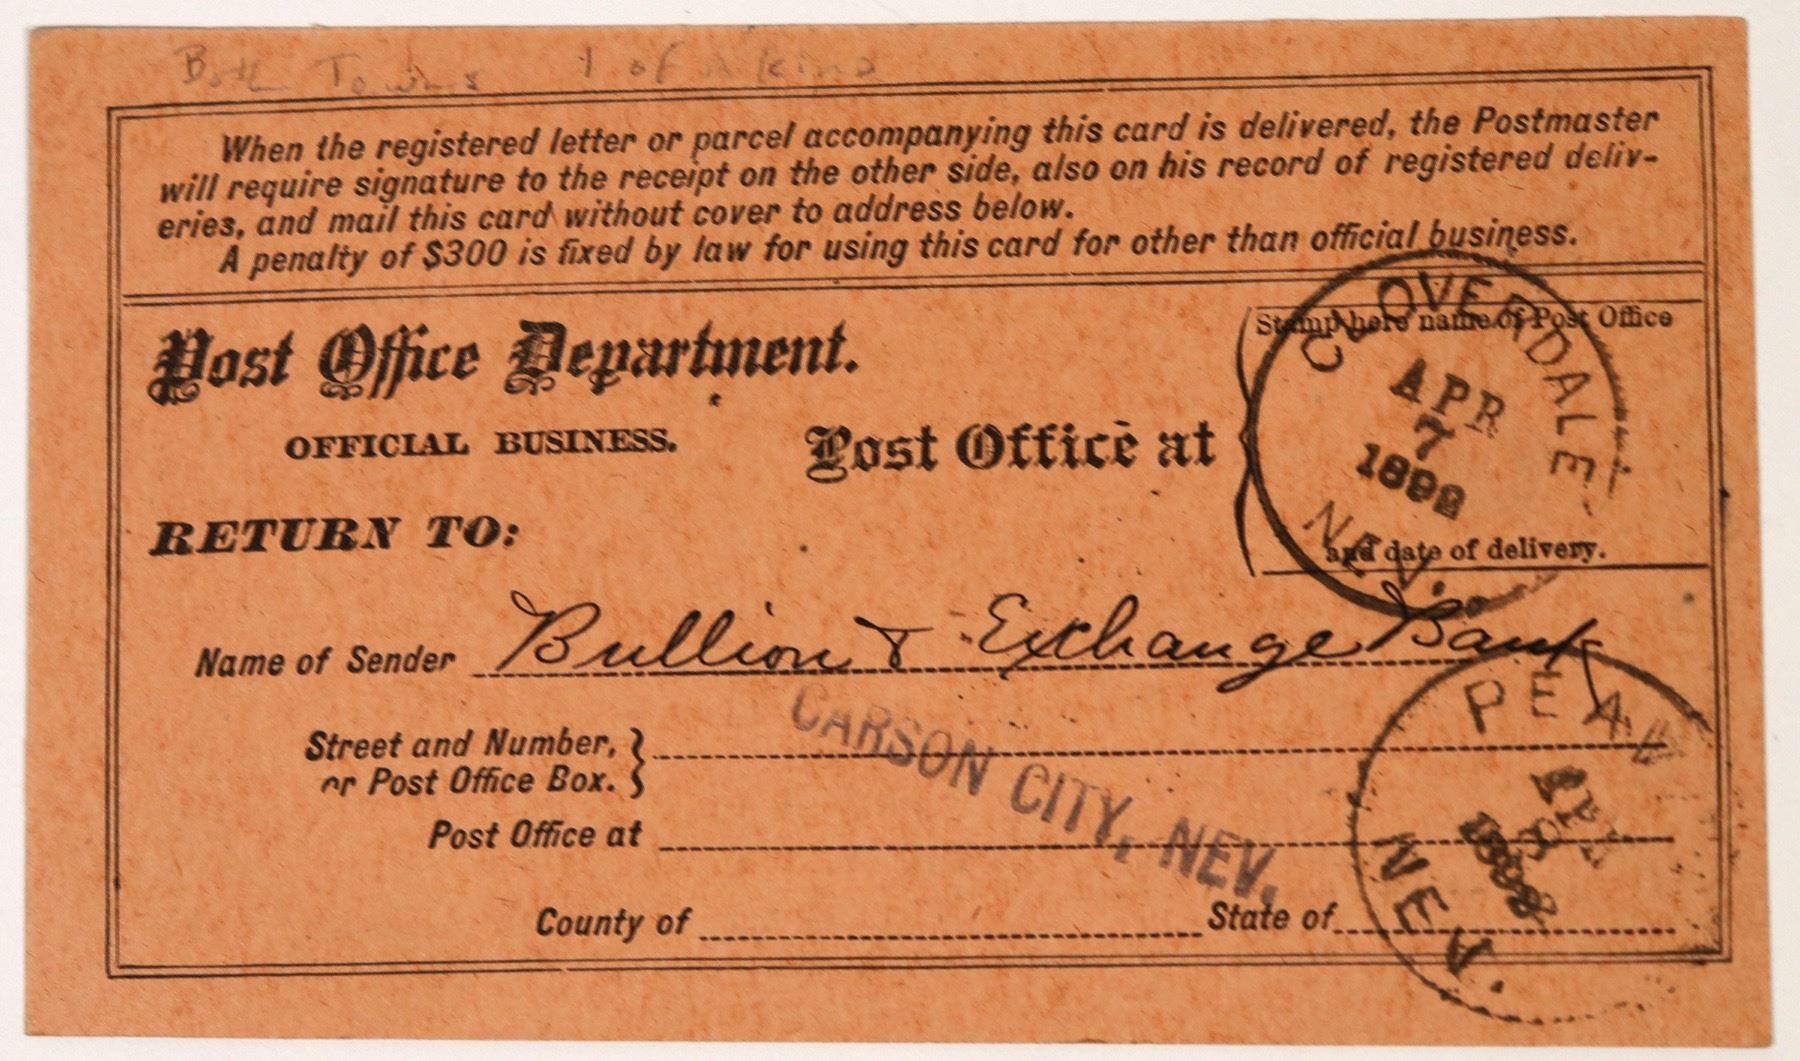 Both Towns 1 of a kind
When the registered letter or parcel accompanying this card is delivered, the Postmaster
will require signature to the receipt on the other side, also on his record of registered deliv-
eries, and mail this card without cover to address below.
A penalty of $300 is fixed by law for using this card for other than official business.
Post Office Department.
OFFICIAL BUSINESS.
Post Office at
Stamp here name of Post Office
and date of delivery.
CLOVERDALE
APR
7
NEV.
RETURN TO:
Name of Sender Bullion & Exchange Bank
Street and Number,
or Post Office Box.
CARSON CITY, NEV.
Post Office at
County of
State of
NEV.